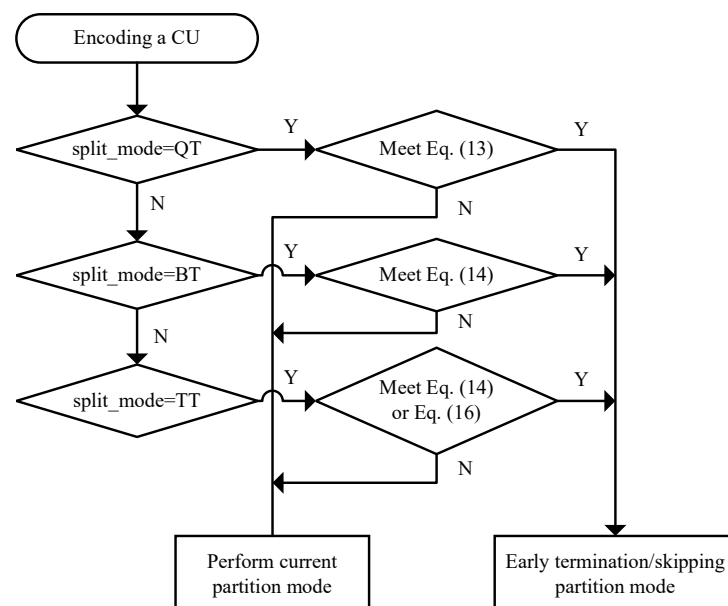 Encoding a CU
split_mode=QT
Y
Meet Eq. (13)
Y
N
N
split_mode=BT
Y
Meet Eq. (14)
Y
N
N
split_mode=TT
Y
Meet Eq. (14)
or Eq. (16)
Y
N
Perform current
partition mode
Early termination/skipping
partition mode